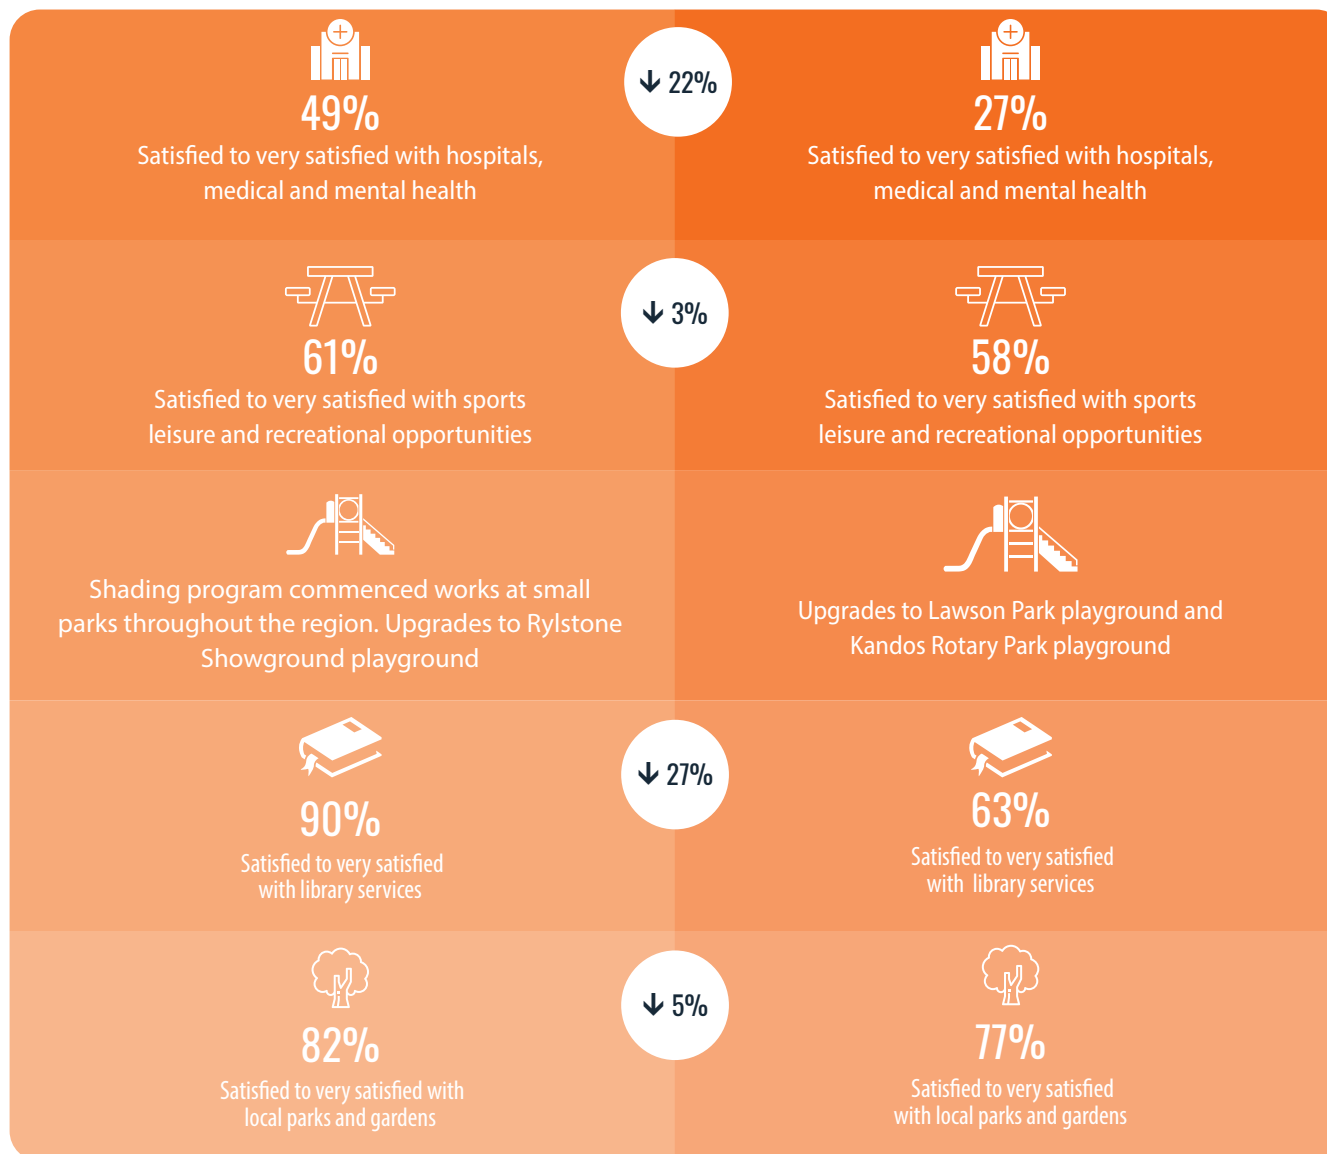 49%
Satisfied to very satisfied with hospitals,
medical and mental health
22%
27%
Satisfied to very satisfied with hospitals,
medical and mental health
61%
Satisfied to very satisfied with sports
leisure and recreational opportunities
3%
58%
Satisfied to very satisfied with sports
leisure and recreational opportunities
Shading program commenced works at small
parks throughout the region. Upgrades to Rylstone
Showground playground
Upgrades to Lawson Park playground and
Kandos Rotary Park playground
90%
Satisfied to very satisfied
with library services
27%
63%
Satisfied to very satisfied
with library services
82%
Satisfied to very satisfied with
local parks and gardens
5%
77%
Satisfied to very satisfied
with local parks and gardens